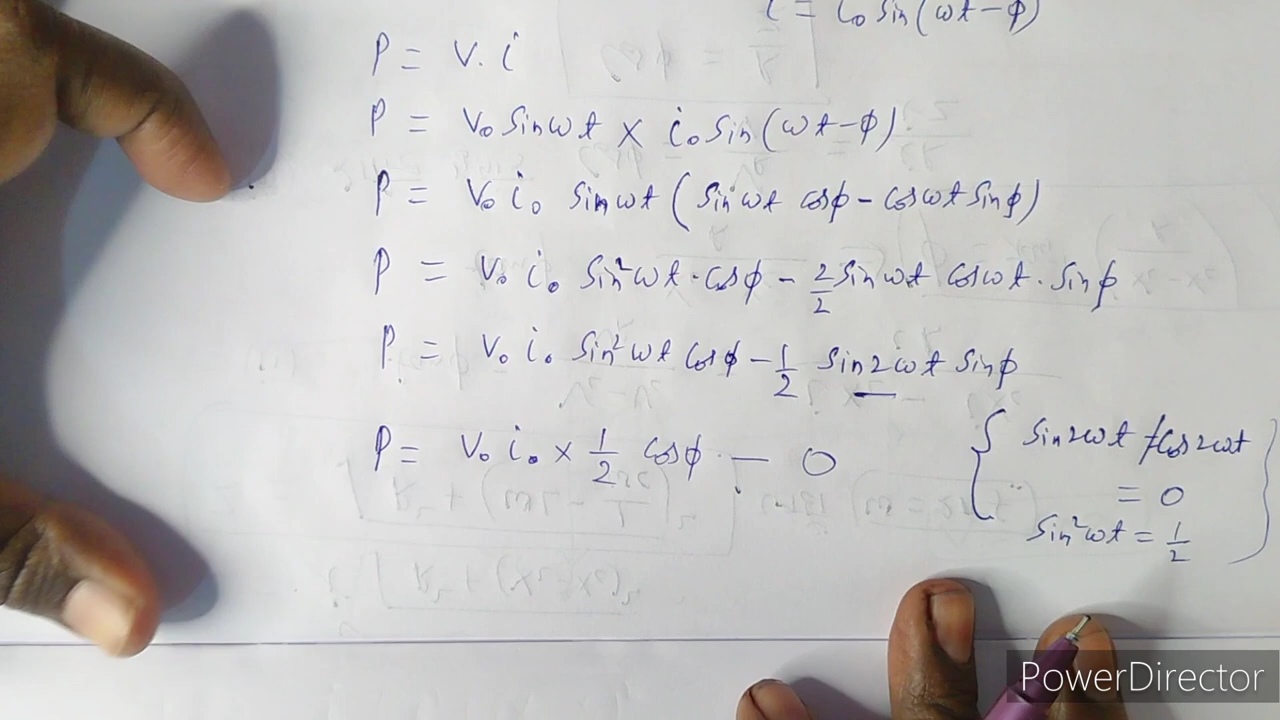 i = i₀ sin(ωt-φ)
P = V.i
P = V₀ sinωt × i₀ sin(ωt-φ)
P = V₀ i₀ sinωt (sinωt cosφ - cosωt sinφ)
P = V₀ i₀ sin²ωt·cosφ - 2/2 sinωt cosωt · sinφ
P = V₀ i₀ sin²ωt cosφ - 1/2 sin2ωt sinφ
P = V₀ i₀ × 1/2 cosφ - 0
{ sin2ωt / cos2ωt
= 0
sin²ωt = 1/2 }
PowerDirector